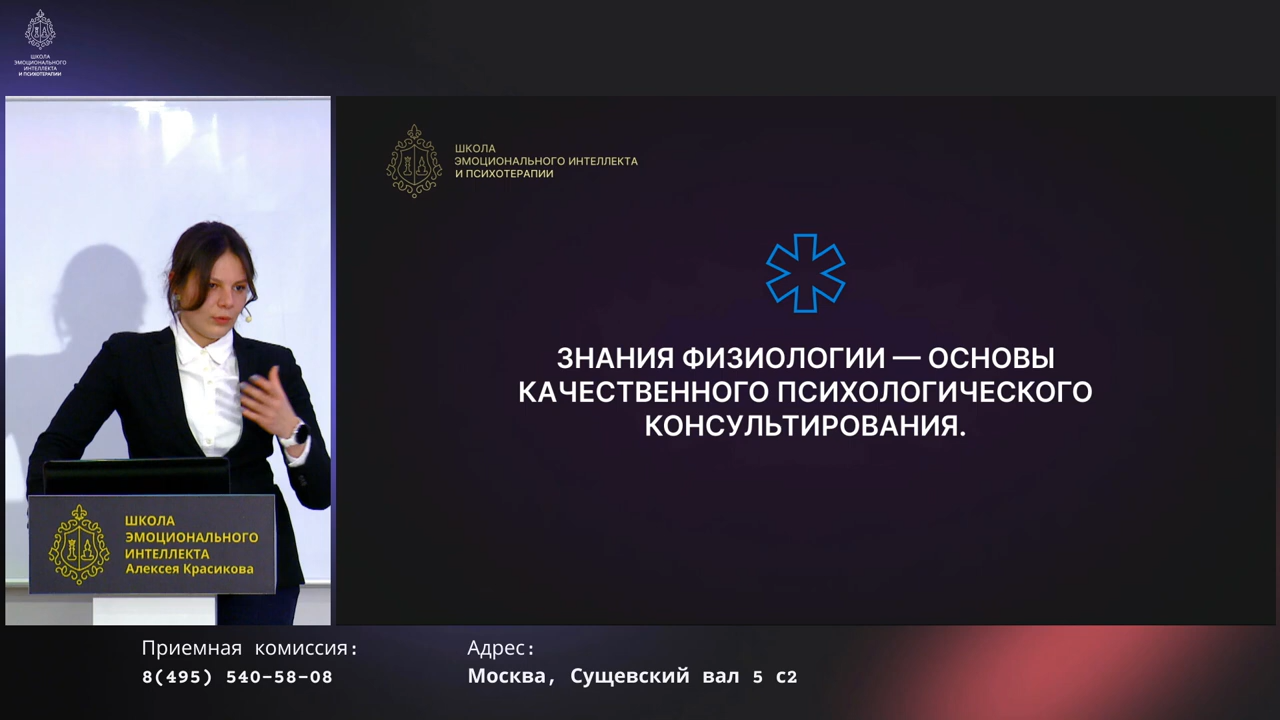 ШКОЛА
ЭМОЦИОНАЛЬНОГО
ИНТЕЛЛЕКТА
И ПСИХОТЕРАПИИ
ШКОЛА
ЭМОЦИОНАЛЬНОГО ИНТЕЛЛЕКТА
И ПСИХОТЕРАПИИ
ЗНАНИЯ ФИЗИОЛОГИИ — ОСНОВЫ
КАЧЕСТВЕННОГО ПСИХОЛОГИЧЕСКОГО
КОНСУЛЬТИРОВАНИЯ.
ШКОЛА
ЭМОЦИОНАЛЬНОГО
ИНТЕЛЛЕКТА
Алексея Красикова
Приемная комиссия:
8(495) 540-58-08
Адрес:
Москва, Сущевский вал 5 с2